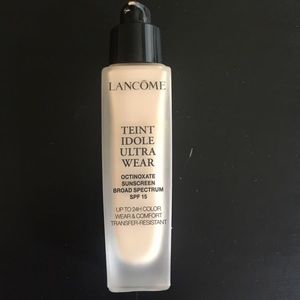 LANCÔME
TEINT
IDOLE
ULTRA
WEAR
OCTINOXATE
SUNSCREEN
BROAD SPECTRUM
SPF 15
UP TO 24H COLOR
WEAR & COMFORT
TRANSFER-RESISTANT